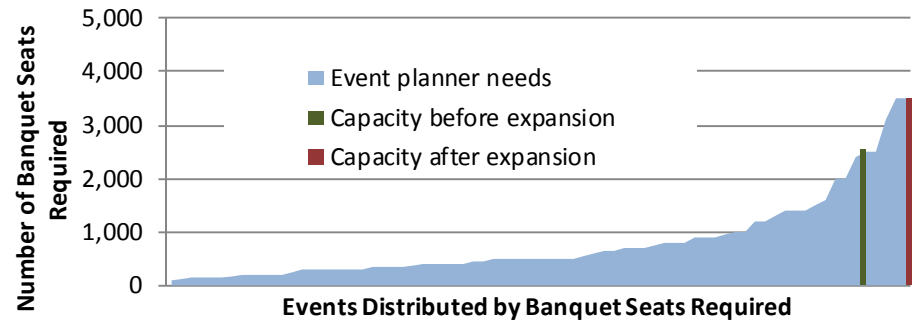 Number of Banquet Seats
Required
5,000
4,000
3,000
2,000
1,000
0
Event planner needs
Capacity before expansion
Capacity after expansion
Events Distributed by Banquet Seats Required